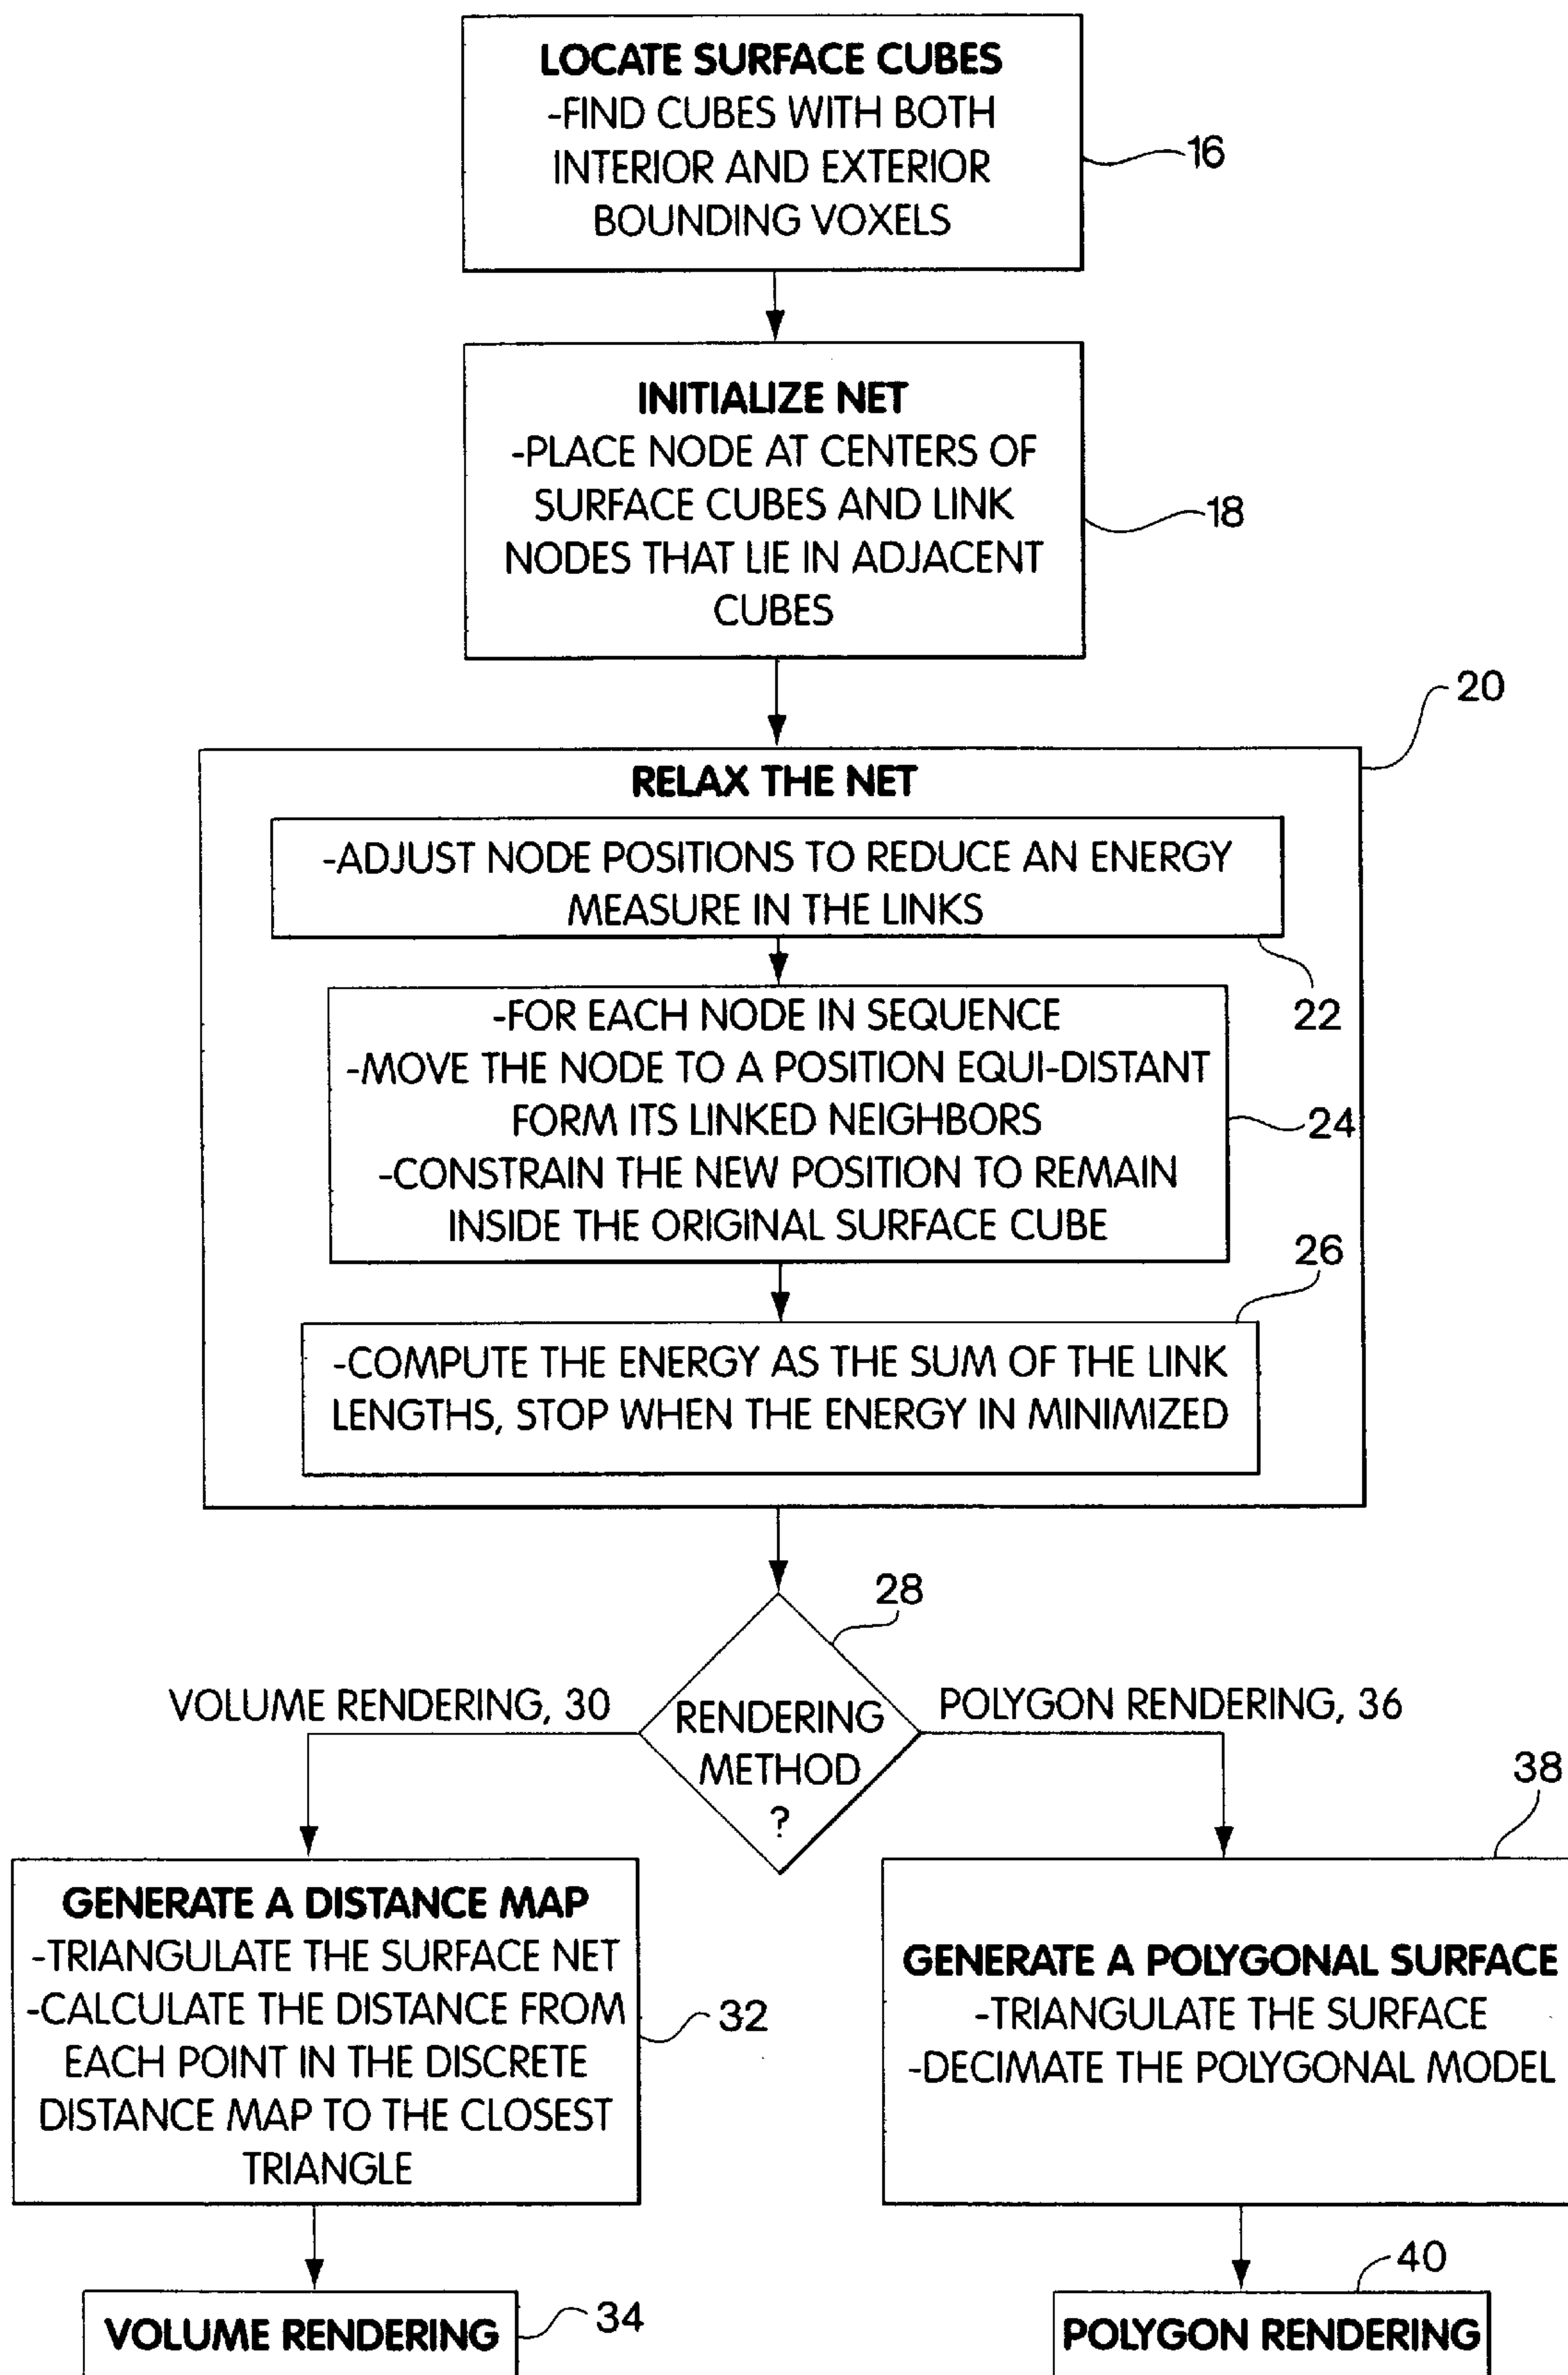 LOCATE SURFACE CUBES
-FIND CUBES WITH BOTH
INTERIOR AND EXTERIOR
BOUNDING VOXELS
16
INITIALIZE NET
-PLACE NODE AT CENTERS OF
SURFACE CUBES AND LINK
NODES THAT LIE IN ADJACENT
CUBES
18
20
RELAX THE NET
-ADJUST NODE POSITIONS TO REDUCE AN ENERGY
MEASURE IN THE LINKS
22
-FOR EACH NODE IN SEQUENCE
-MOVE THE NODE TO A POSITION EQUI-DISTANT
FORM ITS LINKED NEIGHBORS
-CONSTRAIN THE NEW POSITION TO REMAIN
INSIDE THE ORIGINAL SURFACE CUBE
24
26
-COMPUTE THE ENERGY AS THE SUM OF THE LINK
LENGTHS, STOP WHEN THE ENERGY IN MINIMIZED
28
RENDERING
METHOD
?
VOLUME RENDERING, 30
POLYGON RENDERING, 36
GENERATE A DISTANCE MAP
-TRIANGULATE THE SURFACE NET
-CALCULATE THE DISTANCE FROM
EACH POINT IN THE DISCRETE
DISTANCE MAP TO THE CLOSEST
TRIANGLE
32
38
GENERATE A POLYGONAL SURFACE
-TRIANGULATE THE SURFACE
-DECIMATE THE POLYGONAL MODEL
VOLUME RENDERING
34
40
POLYGON RENDERING